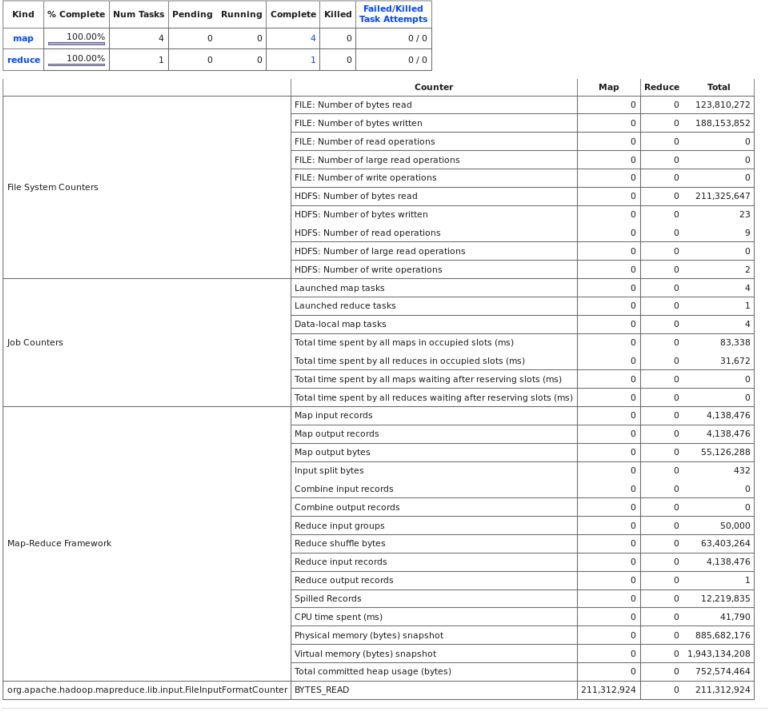 Kind % Complete Num Tasks Pending Running Complete Killed Failed/Killed
Task Attempts
map 100.00% 4 0 0 4 0 0 / 0
reduce 100.00% 1 0 0 1 0 0 / 0
Counter Map Reduce Total
File System Counters
FILE: Number of bytes read 0 0 123,810,272
FILE: Number of bytes written 0 0 188,153,852
FILE: Number of read operations 0 0 0
FILE: Number of large read operations 0 0 0
FILE: Number of write operations 0 0 0
HDFS: Number of bytes read 0 0 211,325,647
HDFS: Number of bytes written 0 0 23
HDFS: Number of read operations 0 0 9
HDFS: Number of large read operations 0 0 0
HDFS: Number of write operations 0 0 2
Job Counters
Launched map tasks 0 0 4
Launched reduce tasks 0 0 1
Data-local map tasks 0 0 4
Total time spent by all maps in occupied slots (ms) 0 0 83,338
Total time spent by all reduces in occupied slots (ms) 0 0 31,672
Total time spent by all maps waiting after reserving slots (ms) 0 0 0
Total time spent by all reduces waiting after reserving slots (ms) 0 0 0
Map-Reduce Framework
Map input records 0 0 4,138,476
Map output records 0 0 4,138,476
Map output bytes 0 0 55,126,288
Input split bytes 0 0 432
Combine input records 0 0 0
Combine output records 0 0 0
Reduce input groups 0 0 50,000
Reduce shuffle bytes 0 0 63,403,264
Reduce input records 0 0 4,138,476
Reduce output records 0 0 1
Spilled Records 0 0 12,219,835
CPU time spent (ms) 0 0 41,790
Physical memory (bytes) snapshot 0 0 885,682,176
Virtual memory (bytes) snapshot 0 0 1,943,134,208
Total committed heap usage (bytes) 0 0 752,574,464
org.apache.hadoop.mapreduce.lib.input.FileInputFormatCounter BYTES_READ 211,312,924 0 211,312,924